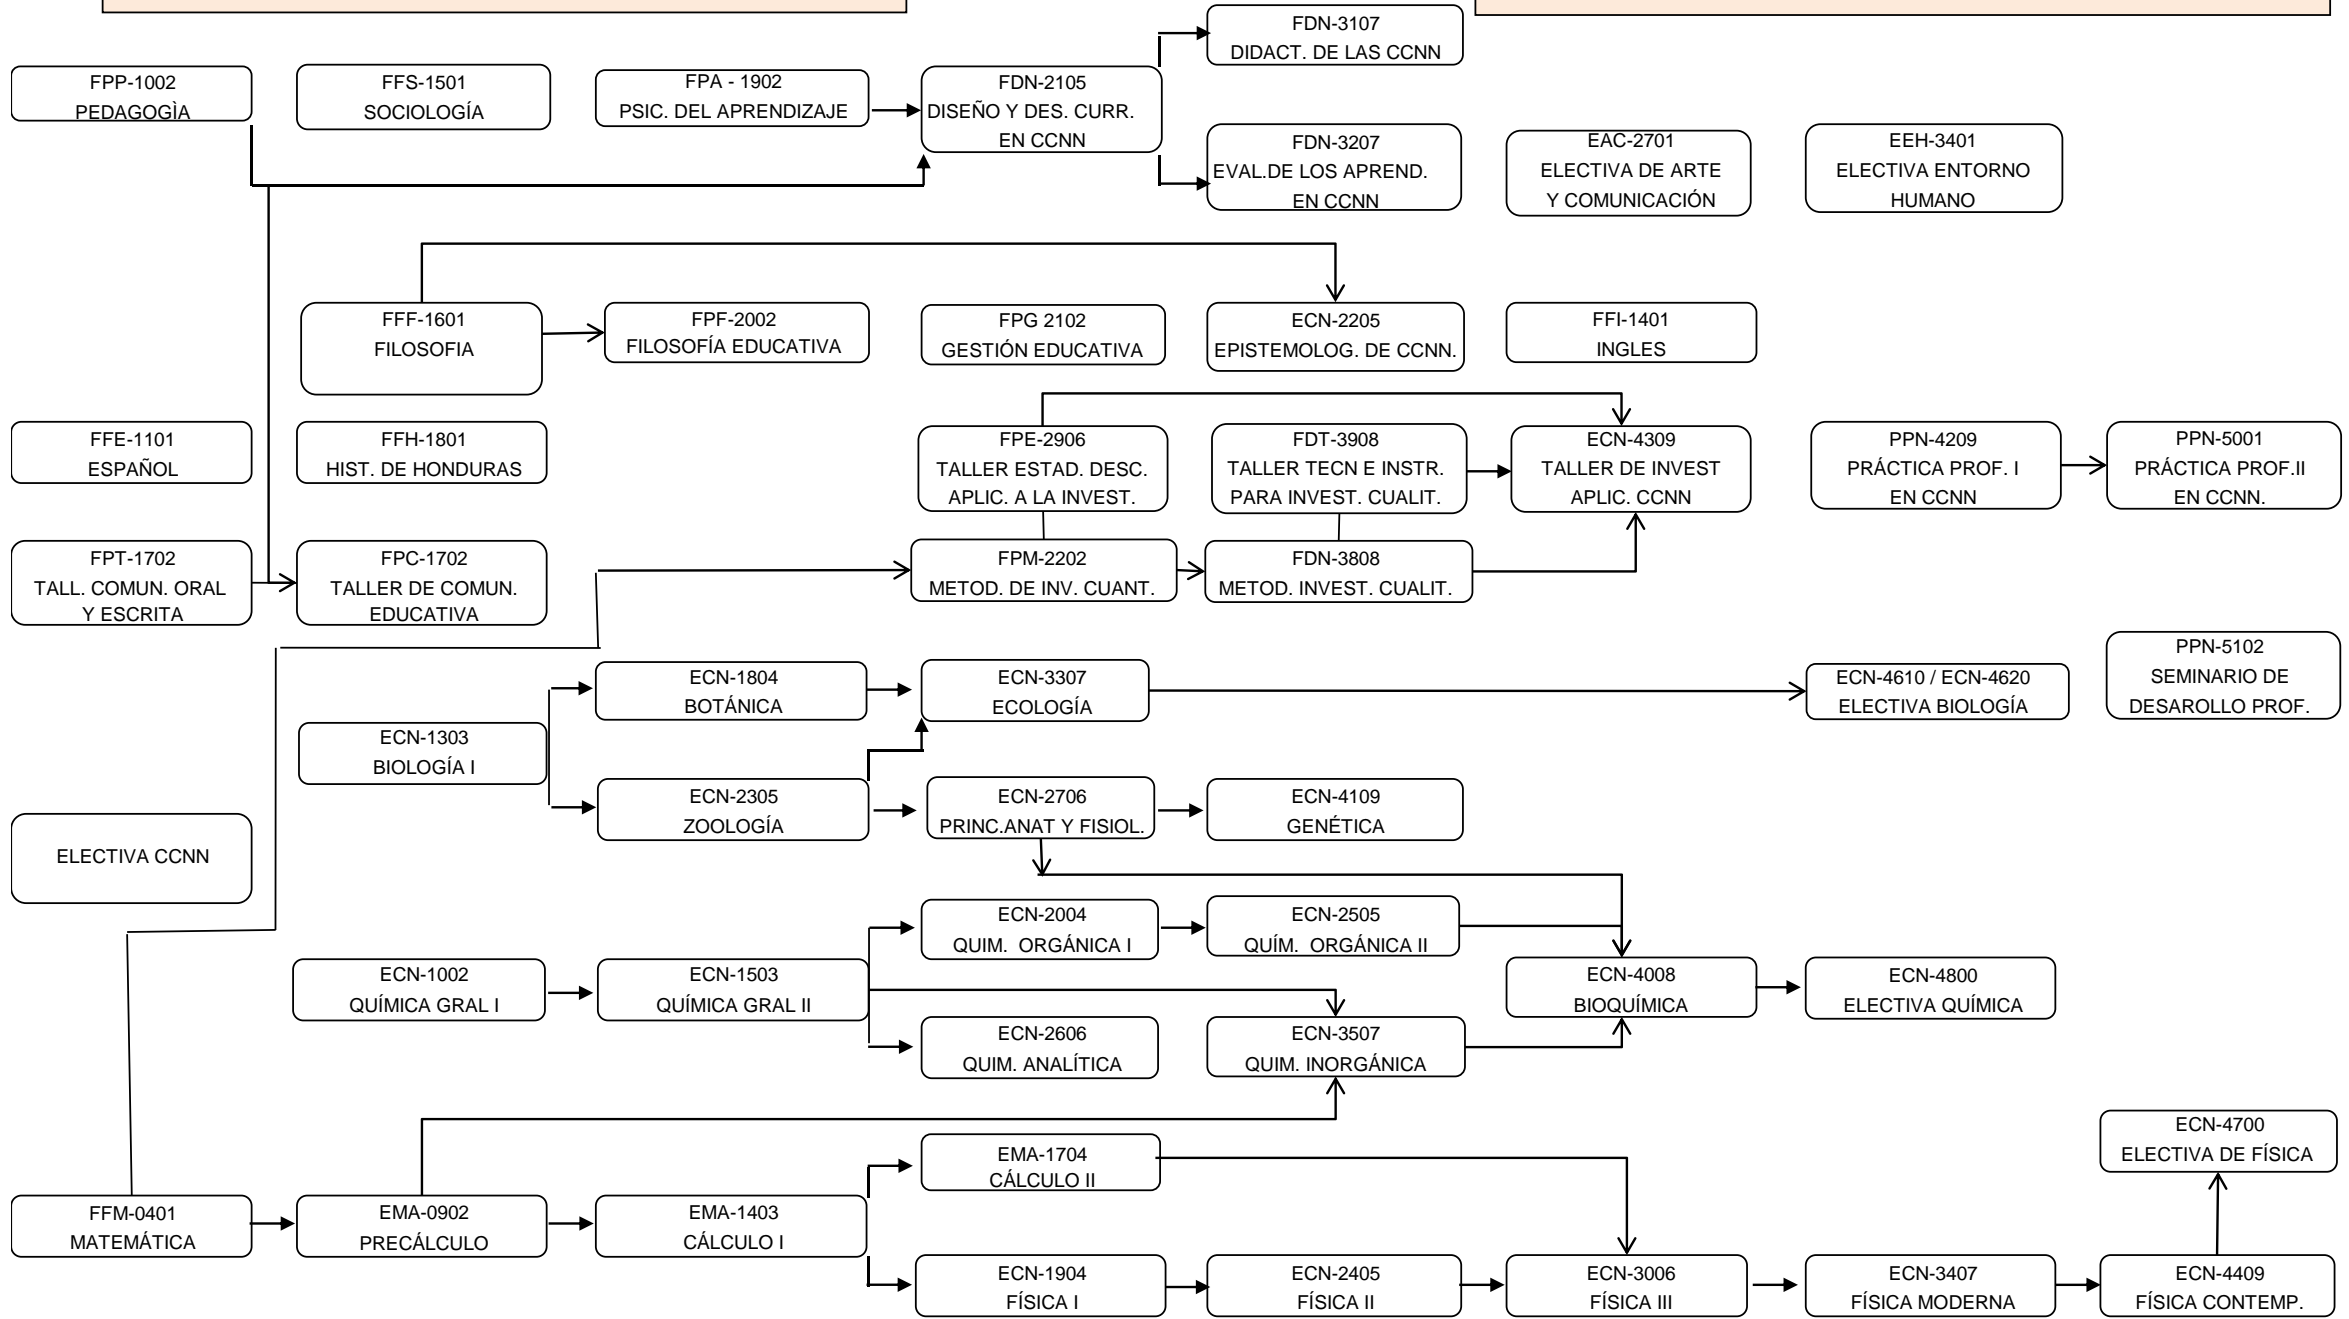 FDN-3107
DIDACT. DE LAS CCNN
FPP-1002
PEDAGOGÌA
FFS-1501
SOCIOLOGÍA
FPA - 1902
PSIC. DEL APRENDIZAJE
FDN-2105
DISEÑO Y DES. CURR.
EN CCNN
FDN-3207
EVAL.DE LOS APREND.
EN CCNN
EAC-2701
ELECTIVA DE ARTE
Y COMUNICACIÓN
EEH-3401
ELECTIVA ENTORNO
HUMANO
FFF-1601
FILOSOFIA
FPF-2002
FILOSOFÍA EDUCATIVA
FPG 2102
GESTIÓN EDUCATIVA
ECN-2205
EPISTEMOLOG. DE CCNN.
FFI-1401
INGLES
FFE-1101
ESPAÑOL
FFH-1801
HIST. DE HONDURAS
FPE-2906
TALLER ESTAD. DESC.
APLIC. A LA INVEST.
FDT-3908
TALLER TECN E INSTR.
PARA INVEST. CUALIT.
ECN-4309
TALLER DE INVEST
APLIC. CCNN
PPN-4209
PRÁCTICA PROF. I
EN CCNN
PPN-5001
PRÁCTICA PROF.II
EN CCNN.
FPT-1702
TALL. COMUN. ORAL
Y ESCRITA
FPC-1702
TALLER DE COMUN.
EDUCATIVA
FPM-2202
METOD. DE INV. CUANT.
FDN-3808
METOD. INVEST. CUALIT.
ECN-1804
BOTÁNICA
ECN-3307
ECOLOGÍA
ECN-4610 / ECN-4620
ELECTIVA BIOLOGÍA
PPN-5102
SEMINARIO DE
DESAROLLO PROF.
ECN-1303
BIOLOGÍA I
ECN-2305
ZOOLOGÍA
ECN-2706
PRINC.ANAT Y FISIOL.
ECN-4109
GENÉTICA
ELECTIVA CCNN
ECN-2004
QUIM. ORGÁNICA I
ECN-2505
QUÍM. ORGÁNICA II
ECN-1002
QUÍMICA GRAL I
ECN-1503
QUÍMICA GRAL II
ECN-4008
BIOQUÍMICA
ECN-4800
ELECTIVA QUÍMICA
ECN-2606
QUIM. ANALÍTICA
ECN-3507
QUIM. INORGÁNICA
ECN-4700
ELECTIVA DE FÍSICA
EMA-1704
CÁLCULO II
FFM-0401
MATEMÁTICA
EMA-0902
PRECÁLCULO
EMA-1403
CÁLCULO I
ECN-1904
FÍSICA I
ECN-2405
FÍSICA II
ECN-3006
FÍSICA III
ECN-3407
FÍSICA MODERNA
ECN-4409
FÍSICA CONTEMP.